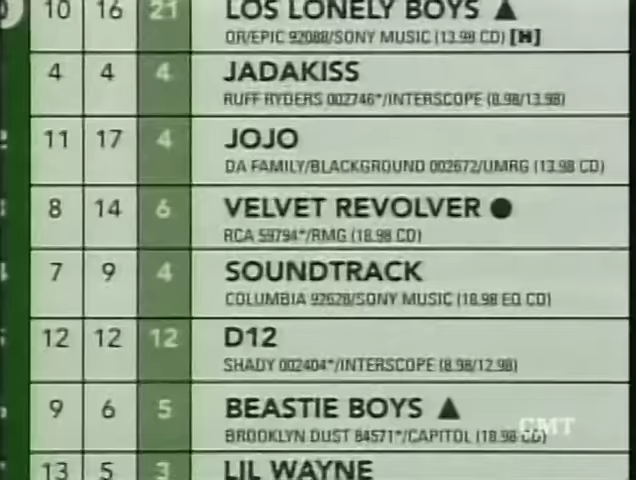 10 16 21 LOS LONELY BOYS ▲
OR/EPIC 92088/SONY MUSIC (13.98 CD) [H]
4 4 4 JADAKISS
RUFF RYDERS 002746*/INTERSCOPE (8.98/13.98)
11 17 4 JOJO
DA FAMILY/BLACKGROUND 002672/UMRG (13.98 CD)
8 14 6 VELVET REVOLVER ●
RCA 59794*/RMG (18.98 CD)
7 9 4 SOUNDTRACK
COLUMBIA 92628/SONY MUSIC (18.98 EQ CD)
12 12 12 D12
SHADY 002404*/INTERSCOPE (8.98/12.98)
9 6 5 BEASTIE BOYS ▲
BROOKLYN DUST 84571*/CAPITOL (18.98 CD)
CMT
13 5 3 LIL WAYNE